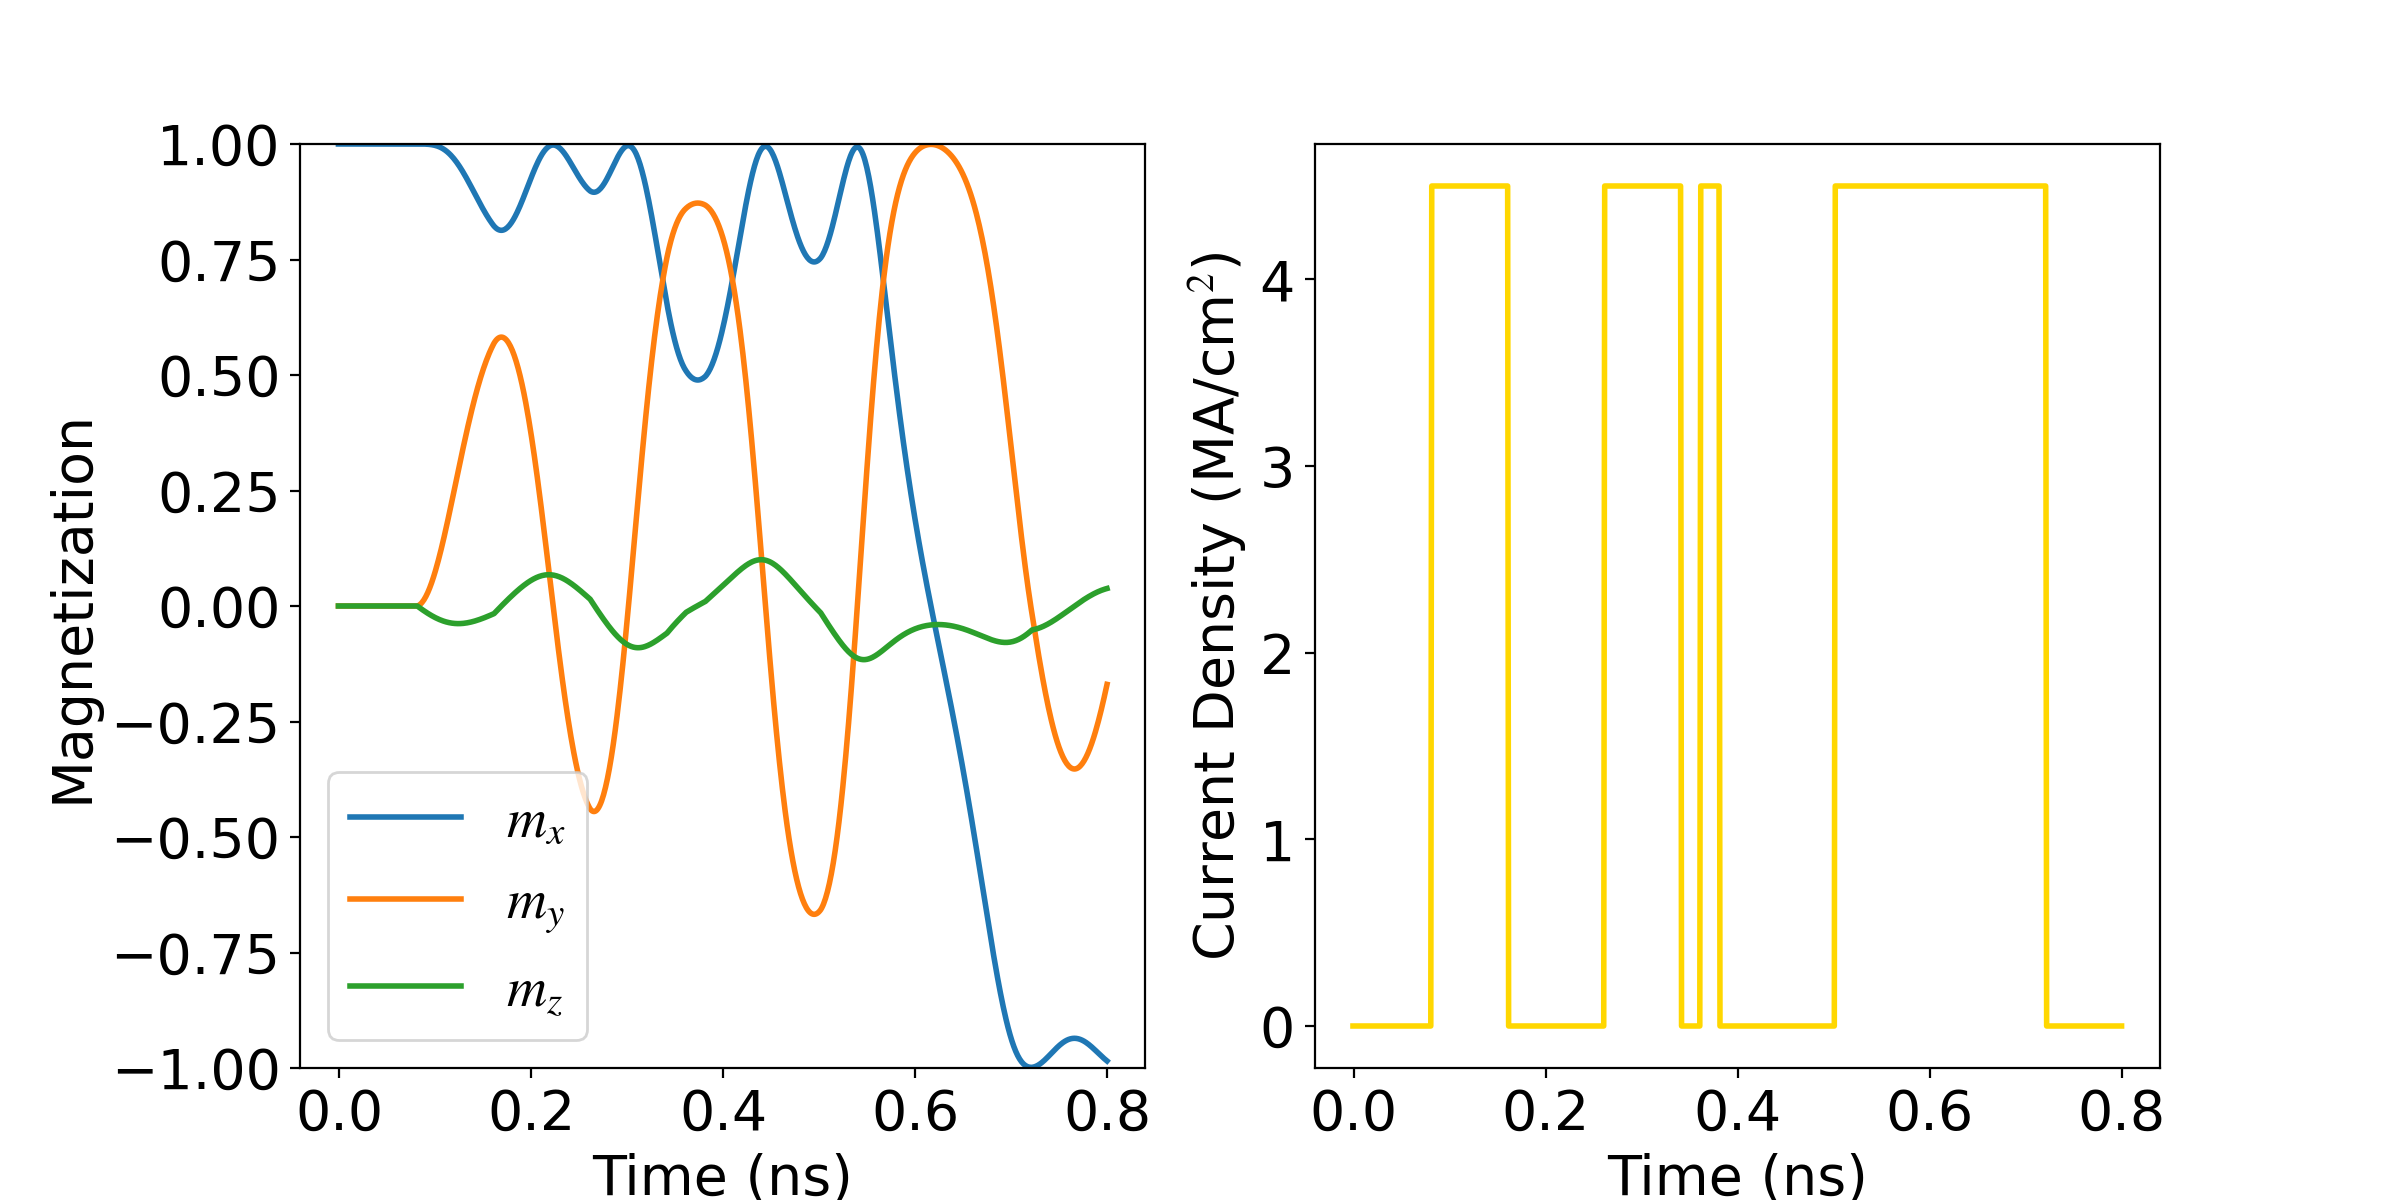 1.00
0.75
0.50
0.25
0.00
−0.25
−0.50
−0.75
−1.00
Magnetization
m_x
m_y
m_z
0.0 0.2 0.4 0.6 0.8
Time (ns)
Current Density (MA/cm²)
4
3
2
1
0
0.0 0.2 0.4 0.6 0.8
Time (ns)